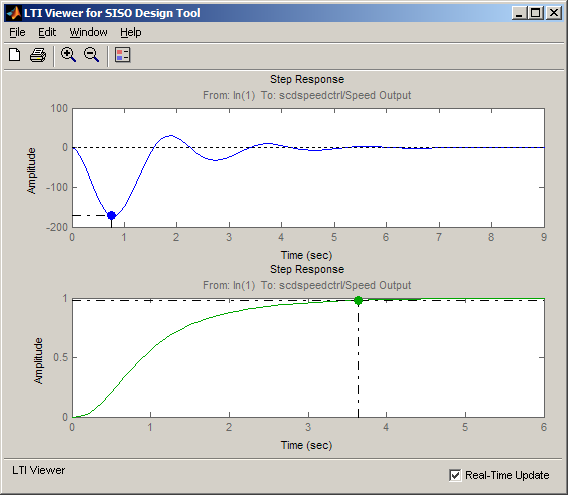 LTI Viewer for SISO Design Tool
File Edit Window Help
Step Response
From: In(1) To: scdspeedctrl/Speed Output
100
0
-100
-200
Amplitude
0 1 2 3 4 5 6 7 8 9
Time (sec)
Step Response
From: In(1) To: scdspeedctrl/Speed Output
1
0.5
0
Amplitude
0 1 2 3 4 5 6
Time (sec)
LTI Viewer
Real-Time Update